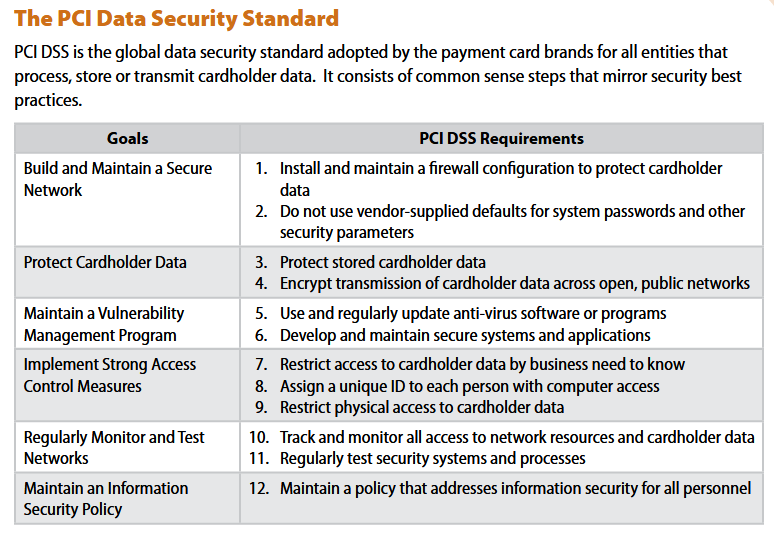 The PCI Data Security Standard
PCI DSS is the global data security standard adopted by the payment card brands for all entities that
process, store or transmit cardholder data.  It consists of common sense steps that mirror security best
practices.
Goals PCI DSS Requirements
Build and Maintain a Secure
Network
1. Install and maintain a firewall configuration to protect cardholder
data
2. Do not use vendor-supplied defaults for system passwords and other
security parameters
Protect Cardholder Data
3. Protect stored cardholder data
4. Encrypt transmission of cardholder data across open, public networks
Maintain a Vulnerability
Management Program
5. Use and regularly update anti-virus software or programs
6. Develop and maintain secure systems and applications
Implement Strong Access
Control Measures
7. Restrict access to cardholder data by business need to know
8. Assign a unique ID to each person with computer access
9. Restrict physical access to cardholder data
Regularly Monitor and Test
Networks
10. Track and monitor all access to network resources and cardholder data
11. Regularly test security systems and processes
Maintain an Information
Security Policy
12. Maintain a policy that addresses information security for all personnel